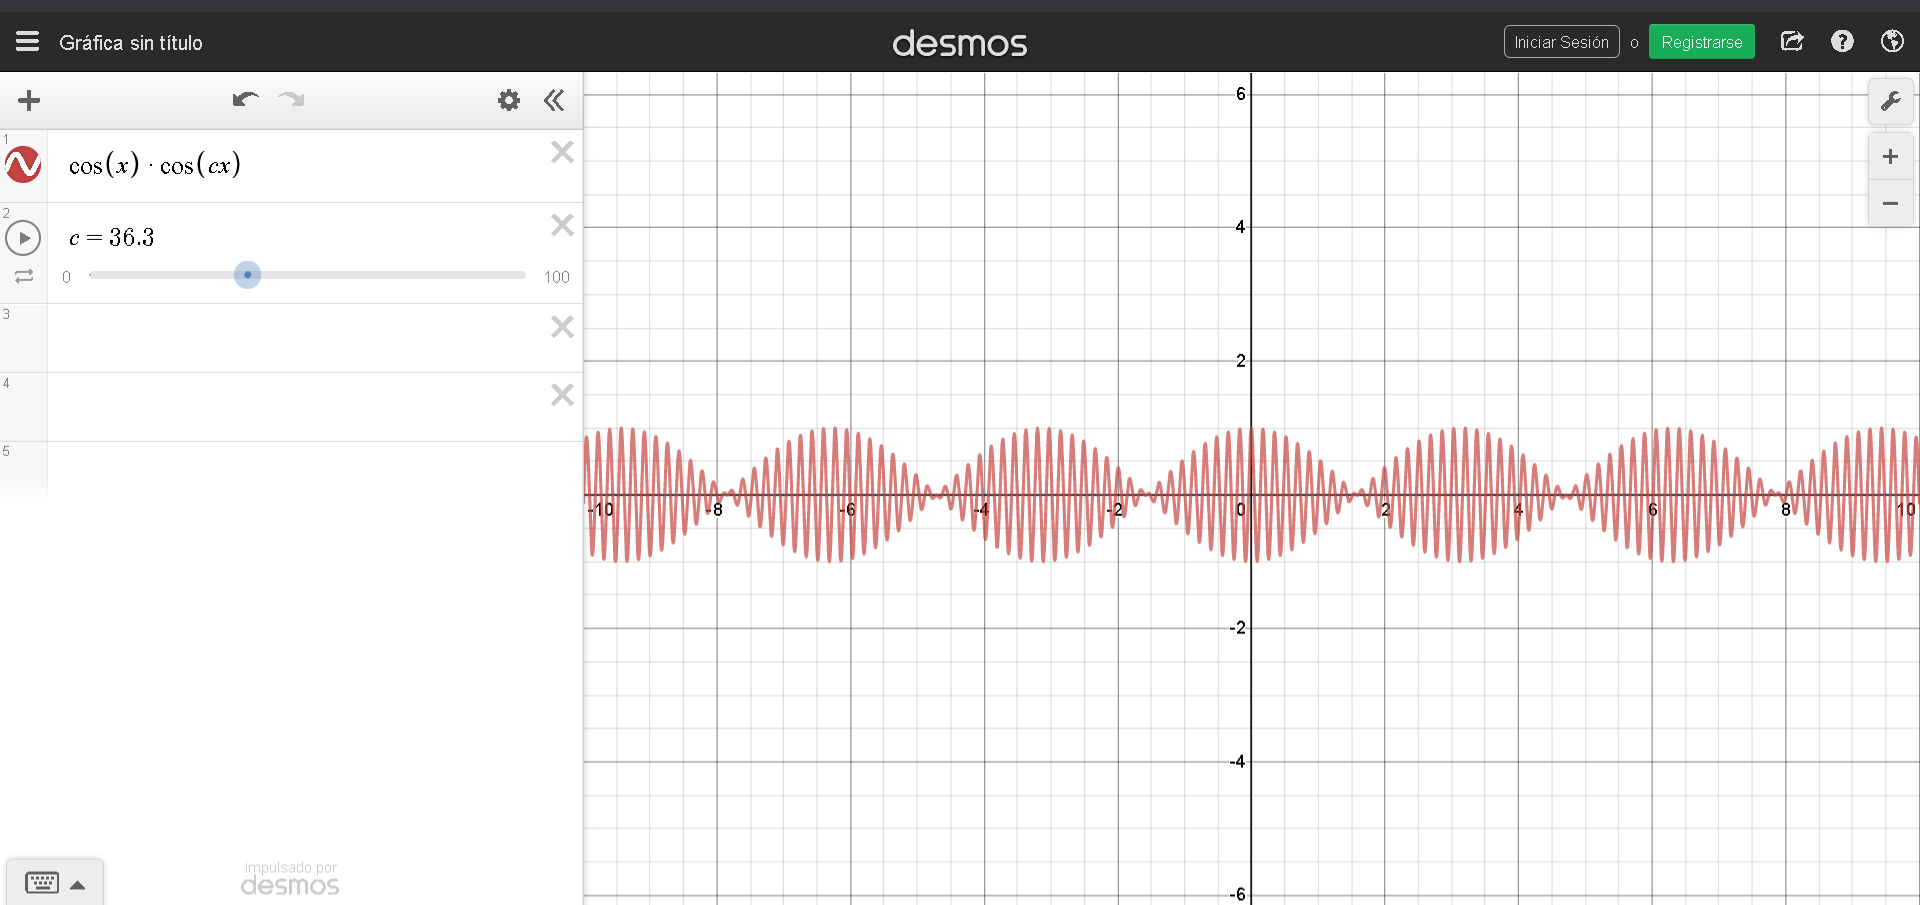 Gráfica sin título
desmos
Iniciar Sesión o Registrarse
1
cos(x) · cos(cx)
2
c = 36.3
0 100
3
4
5
impulsado por
desmos
6
4
2
-10 -8 -6 -4 -2 0 2 4 6 8 10
-2
-4
-6